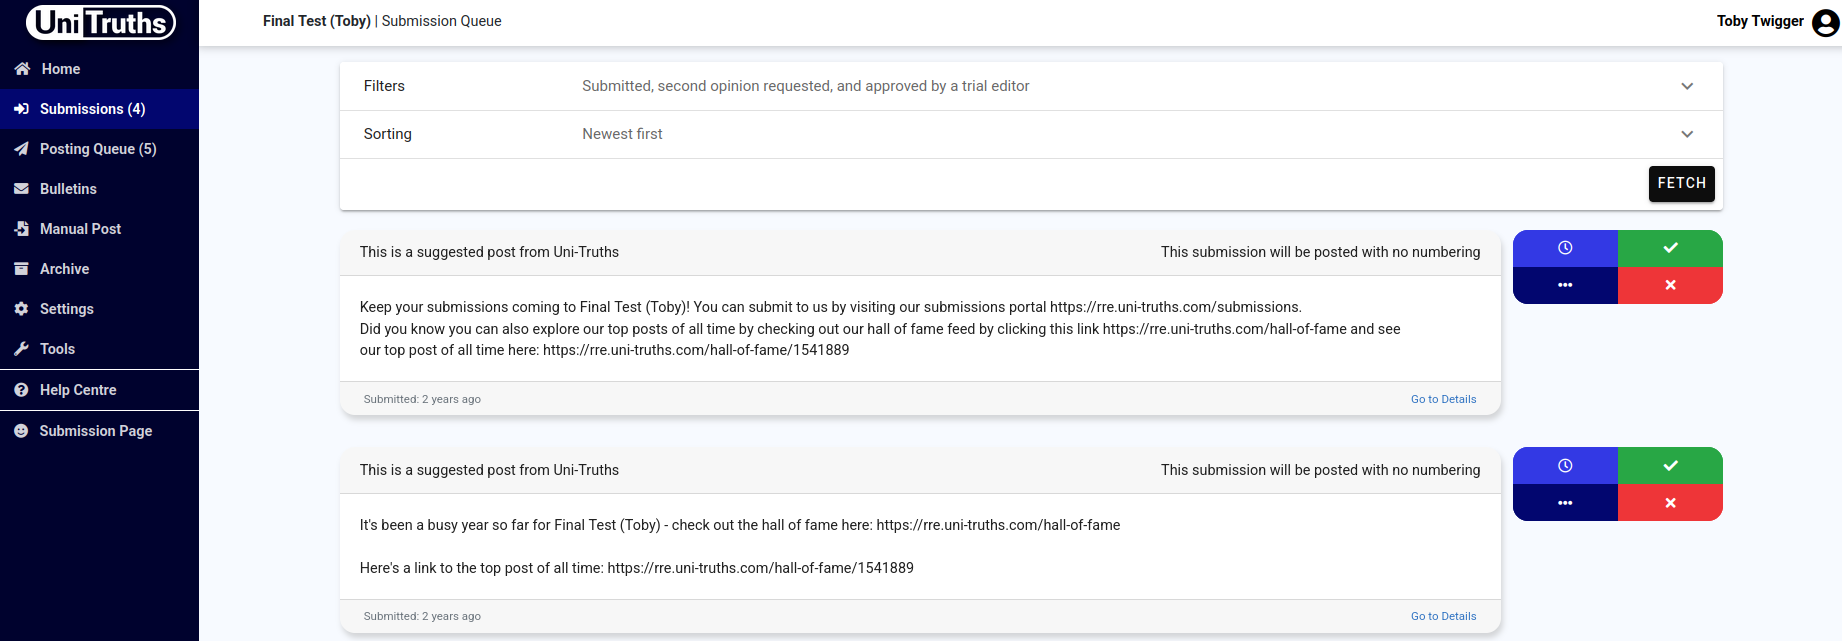 UniTruths
Final Test (Toby) | Submission Queue
Toby Twigger
Home
Submissions (4)
Posting Queue (5)
Bulletins
Manual Post
Archive
Settings
Tools
Help Centre
Submission Page
Filters
Submitted, second opinion requested, and approved by a trial editor
Sorting
Newest first
FETCH
This is a suggested post from Uni-Truths
This submission will be posted with no numbering
Keep your submissions coming to Final Test (Toby)! You can submit to us by visiting our submissions portal https://rre.uni-truths.com/submissions.
Did you know you can also explore our top posts of all time by checking out our hall of fame feed by clicking this link https://rre.uni-truths.com/hall-of-fame and see
our top post of all time here: https://rre.uni-truths.com/hall-of-fame/1541889
Submitted: 2 years ago
Go to Details
This is a suggested post from Uni-Truths
This submission will be posted with no numbering
It's been a busy year so far for Final Test (Toby) - check out the hall of fame here: https://rre.uni-truths.com/hall-of-fame
Here's a link to the top post of all time: https://rre.uni-truths.com/hall-of-fame/1541889
Submitted: 2 years ago
Go to Details